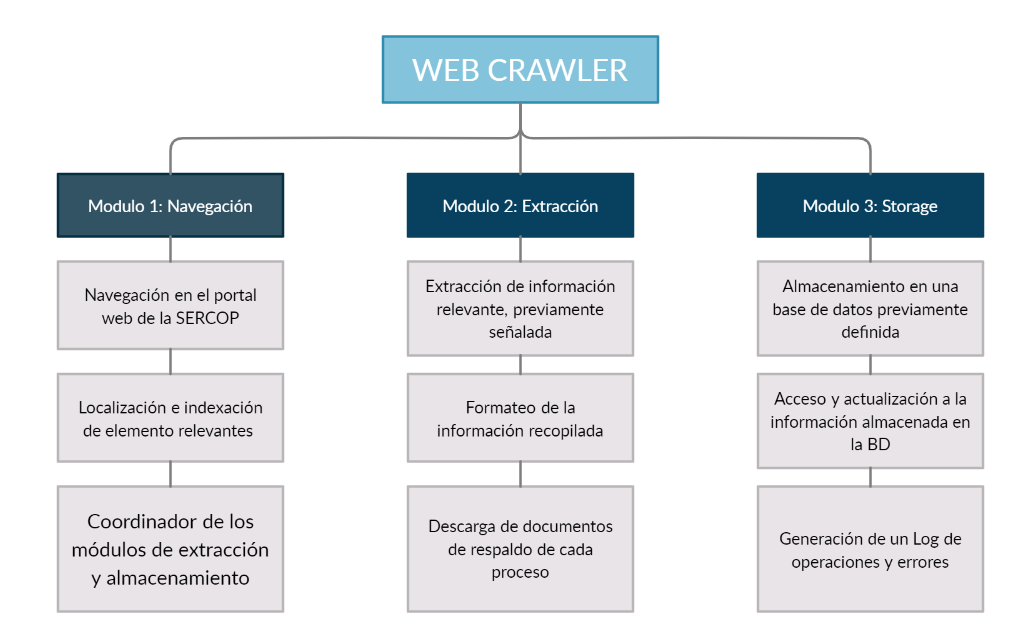 WEB CRAWLER
Modulo 1: Navegación
Navegación en el portal
web de la SERCOP
Localización e indexación
de elemento relevantes
Coordinador de los
módulos de extracción
y almacenamiento
Modulo 2: Extracción
Extracción de información
relevante, previamente
señalada
Formateo de la
información recopilada
Descarga de documentos
de respaldo de cada
proceso
Modulo 3: Storage
Almacenamiento en una
base de datos previamente
definida
Acceso y actualización a la
información almacenada en
la BD
Generación de un Log de
operaciones y errores